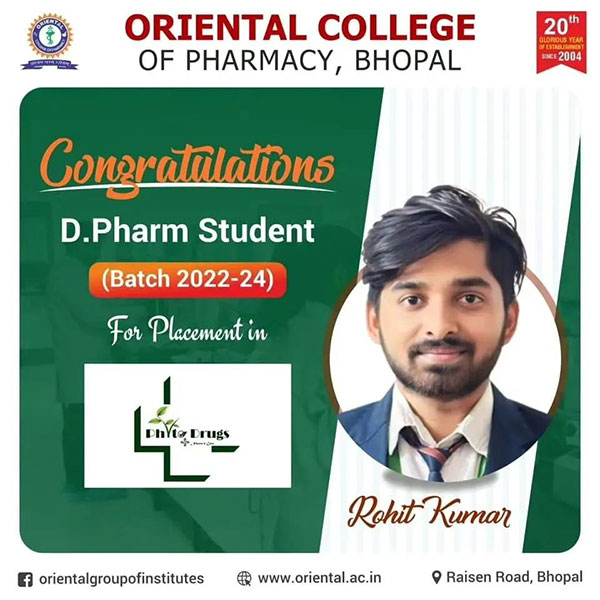 ORIENTAL
ORIENTAL COLLEGE
OF PHARMACY, BHOPAL
20th
GLORIOUS YEAR
OF ESTABLISHMENT
SINCE 2004
Congratulations
D.Pharm Student
(Batch 2022-24)
For Placement in
Phyto Drugs
Rohit Kumar
orientalgroupofinstitutes
www.oriental.ac.in
Raisen Road, Bhopal